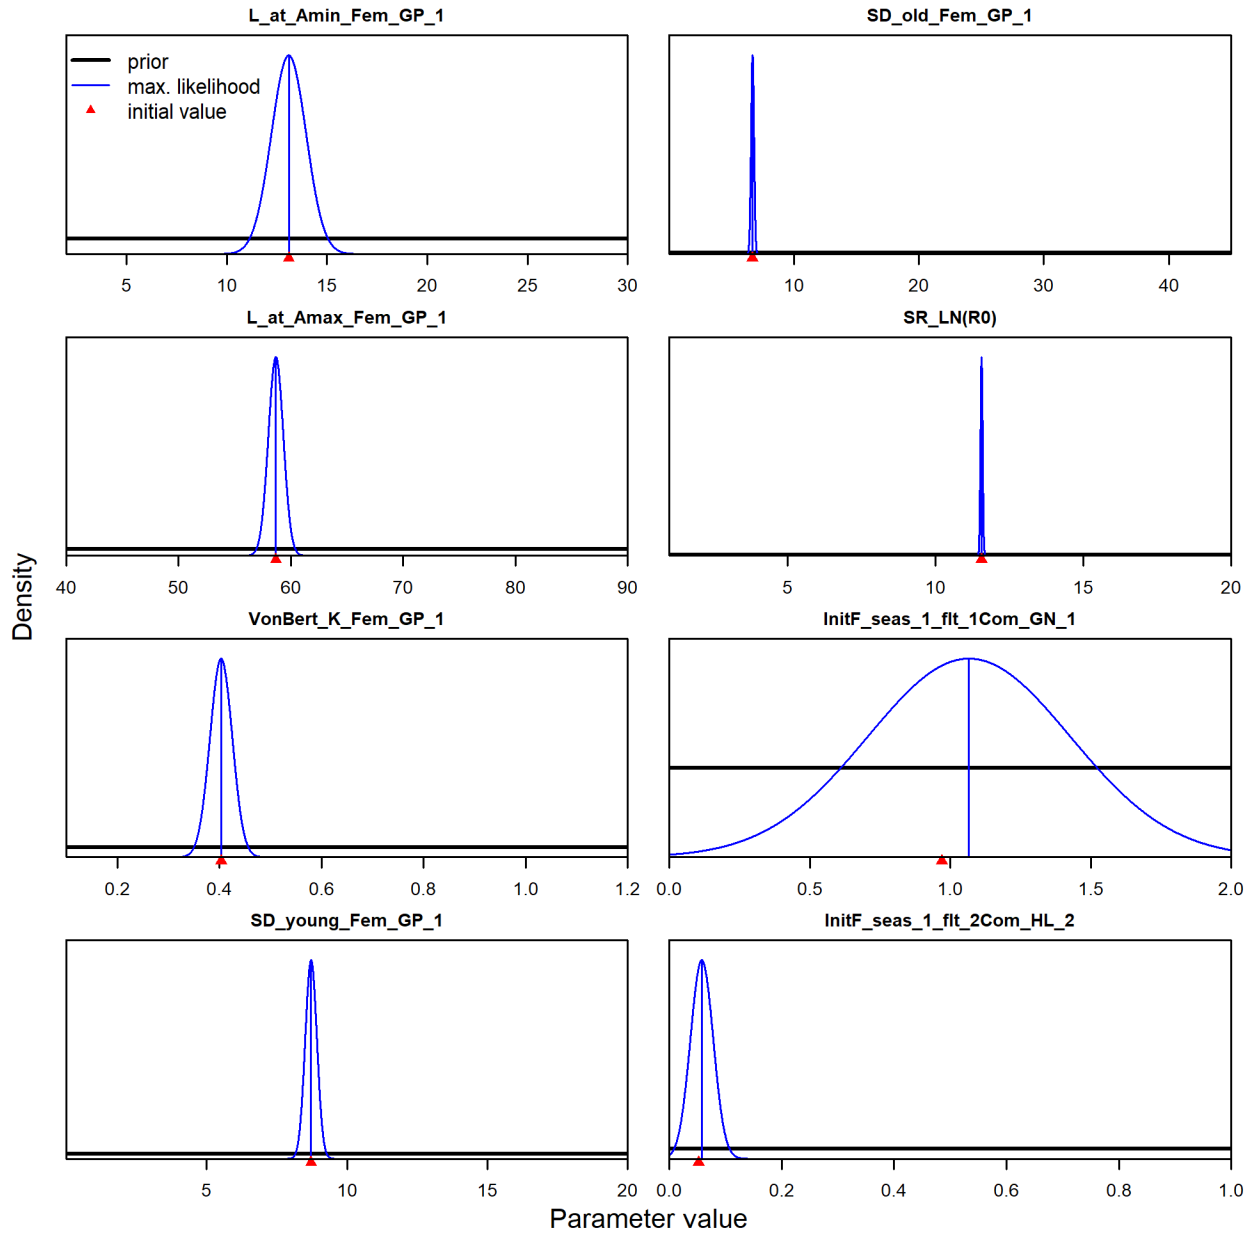 L_at_Amin_Fem_GP_1
prior
max. likelihood
initial value
5 10 15 20 25 30
SD_old_Fem_GP_1
10 20 30 40
L_at_Amax_Fem_GP_1
40 50 60 70 80 90
SR_LN(R0)
5 10 15 20
VonBert_K_Fem_GP_1
0.2 0.4 0.6 0.8 1.0 1.2
InitF_seas_1_flt_1Com_GN_1
0.0 0.5 1.0 1.5 2.0
SD_young_Fem_GP_1
5 10 15 20
InitF_seas_1_flt_2Com_HL_2
0.0 0.2 0.4 0.6 0.8 1.0
Density
Parameter value